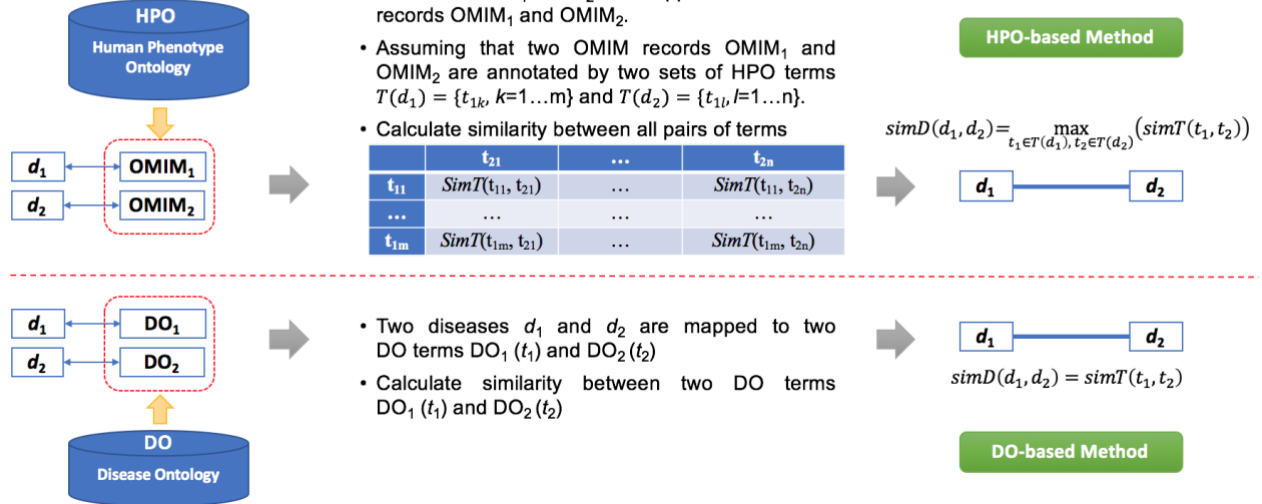 HPO
Human Phenotype
Ontology
d₁
OMIM₁
d₂
OMIM₂
records OMIM₁ and OMIM₂.
• Assuming that two OMIM records OMIM₁ and
OMIM₂ are annotated by two sets of HPO terms
T(d₁) = {t₁ₖ, k=1…m} and T(d₂) = {t₁ₗ, l=1…n}.
• Calculate similarity between all pairs of terms
t₂₁ … t₂ₙ
t₁₁ SimT(t₁₁, t₂₁) … SimT(t₁₁, t₂ₙ)
… … … …
t₁ₘ SimT(t₁ₘ, t₂₁) … SimT(t₁ₘ, t₂ₙ)
HPO-based Method
simD(d₁,d₂)= max (simT(t₁,t₂))
t₁∈T(d₁), t₂∈T(d₂)
d₁ d₂
d₁
DO₁
d₂
DO₂
DO
Disease Ontology
• Two diseases d₁ and d₂ are mapped to two
DO terms DO₁ (t₁) and DO₂ (t₂)
• Calculate similarity between two DO terms
DO₁ (t₁) and DO₂ (t₂)
d₁ d₂
simD(d₁,d₂) = simT(t₁,t₂)
DO-based Method